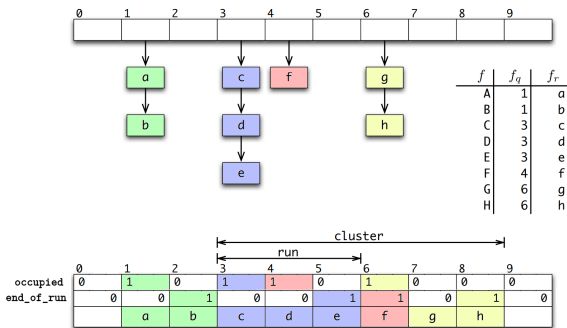 0 1 2 3 4 5 6 7 8 9
a c f g
b d h
e
f fq fr
A 1 a
B 1 b
C 3 c
D 3 d
E 3 e
F 4 f
G 6 g
H 6 h
cluster
run
0 1 2 3 4 5 6 7 8 9
occupied 0 1 0 1 1 0 1 0 0 0
end_of_run 0 0 1 0 0 1 1 0 1 0
a b c d e f g h